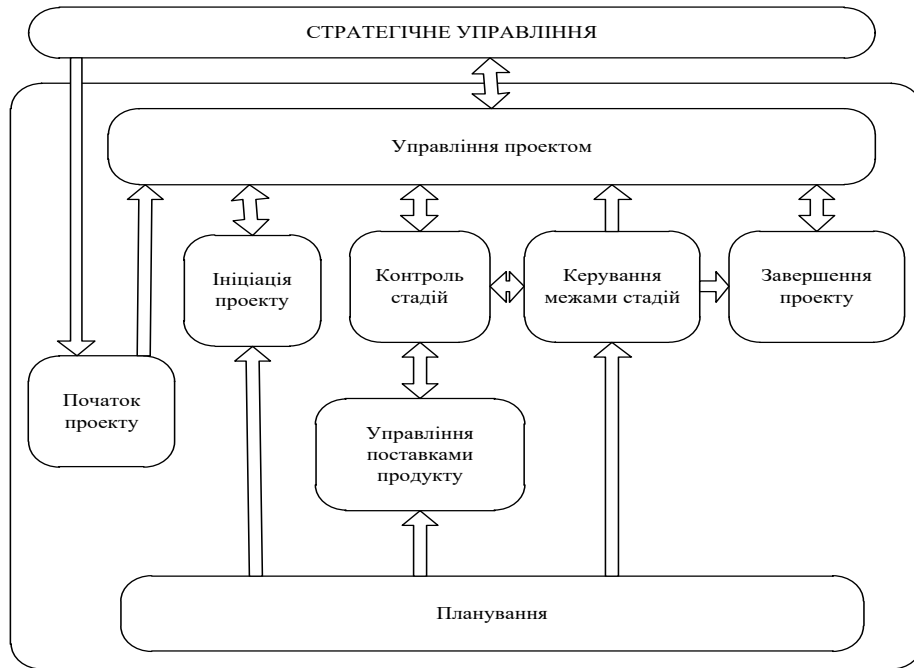 СТРАТЕГІЧНЕ УПРАВЛІННЯ
Управління проектом
Ініціація
проекту
Контроль
стадій
Керування
межами стадій
Завершення
проекту
Початок
проекту
Управління
поставками
продукту
Планування